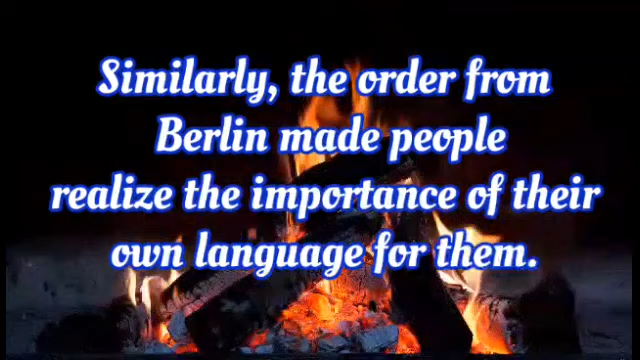 Similarly, the order from
Berlin made people
realize the importance of their
own language for them.